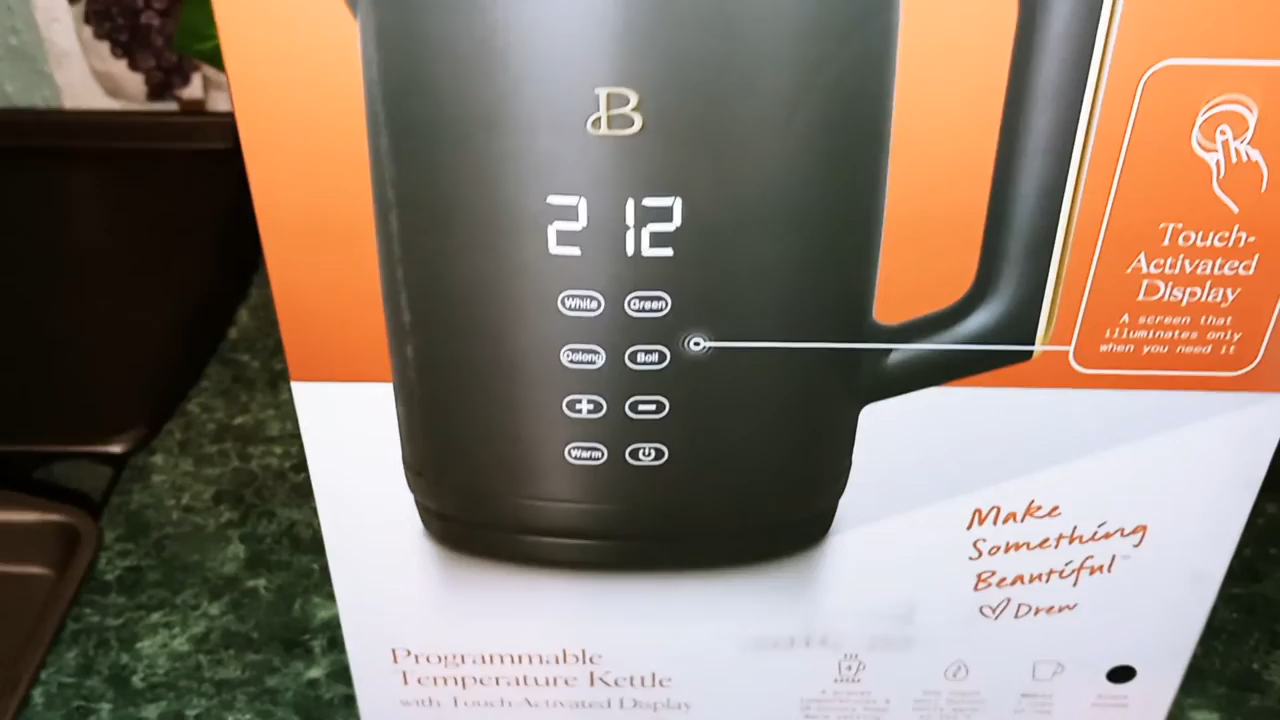 B
212
White Green
Oolong Boil
+ -
Warm
Touch-
Activated
Display
A screen that
illuminates only
when you need it
Make
Something
Beautiful™
Drew
Programmable
Temperature Kettle
with Touch-Activated Display